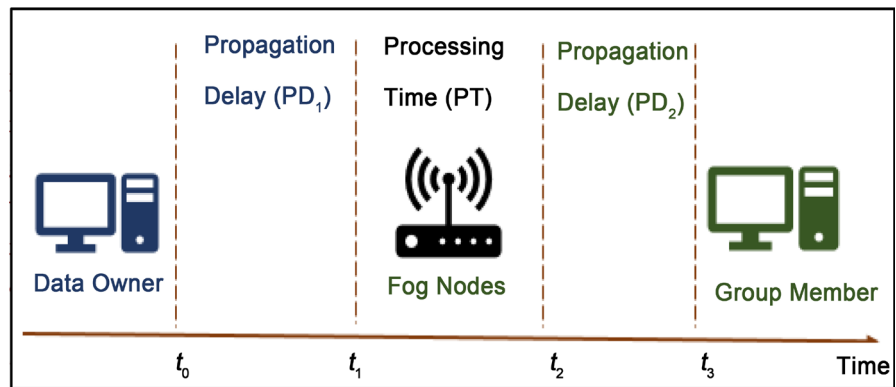 Propagation
Delay (PD₁)
Processing
Time (PT)
Propagation
Delay (PD₂)
Data Owner
Fog Nodes
Group Member
t₀
t₁
t₂
t₃
Time